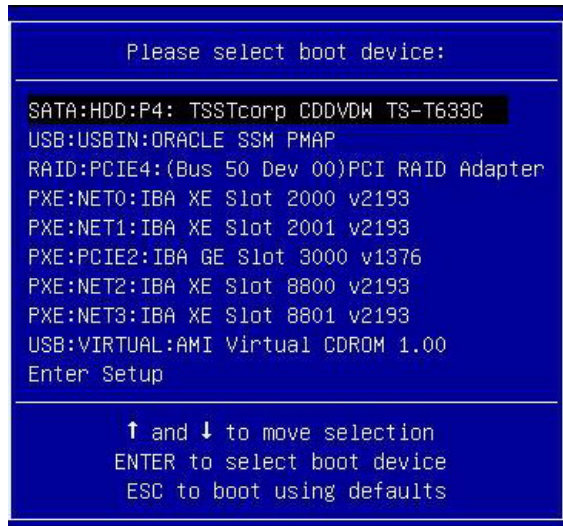 Please select boot device:
SATA:HDD:P4: TSSTcorp CDDVDW TS-T633C
USB:USBIN:ORACLE SSM PMAP
RAID:PCIE4:(Bus 50 Dev 00)PCI RAID Adapter
PXE:NET0:IBA XE Slot 2000 v2193
PXE:NET1:IBA XE Slot 2001 v2193
PXE:PCIE2:IBA GE Slot 3000 v1376
PXE:NET2:IBA XE Slot 8800 v2193
PXE:NET3:IBA XE Slot 8801 v2193
USB:VIRTUAL:AMI Virtual CDROM 1.00
Enter Setup
↑ and ↓ to move selection
ENTER to select boot device
ESC to boot using defaults